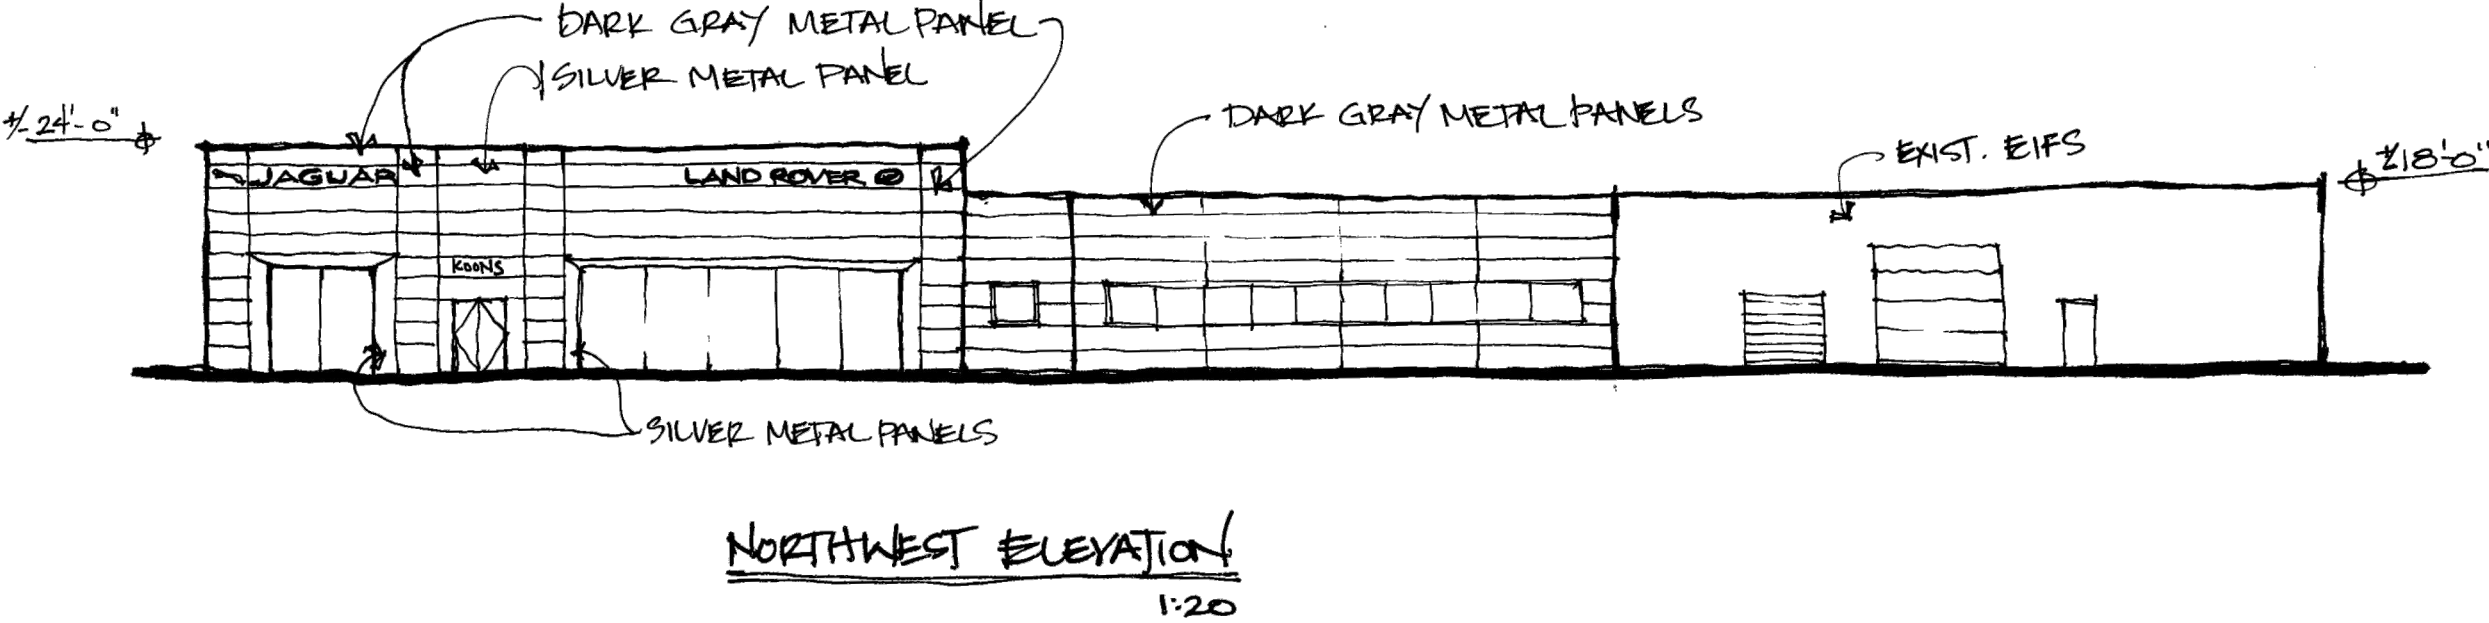 DARK GRAY METAL PANEL
SILVER METAL PANEL
+/- 24'-0"
DARK GRAY METAL PANELS
EXIST. EIFS
±18'-0"
JAGUAR
LAND ROVER
KOONS
SILVER METAL PANELS
NORTHWEST ELEVATION
1:20